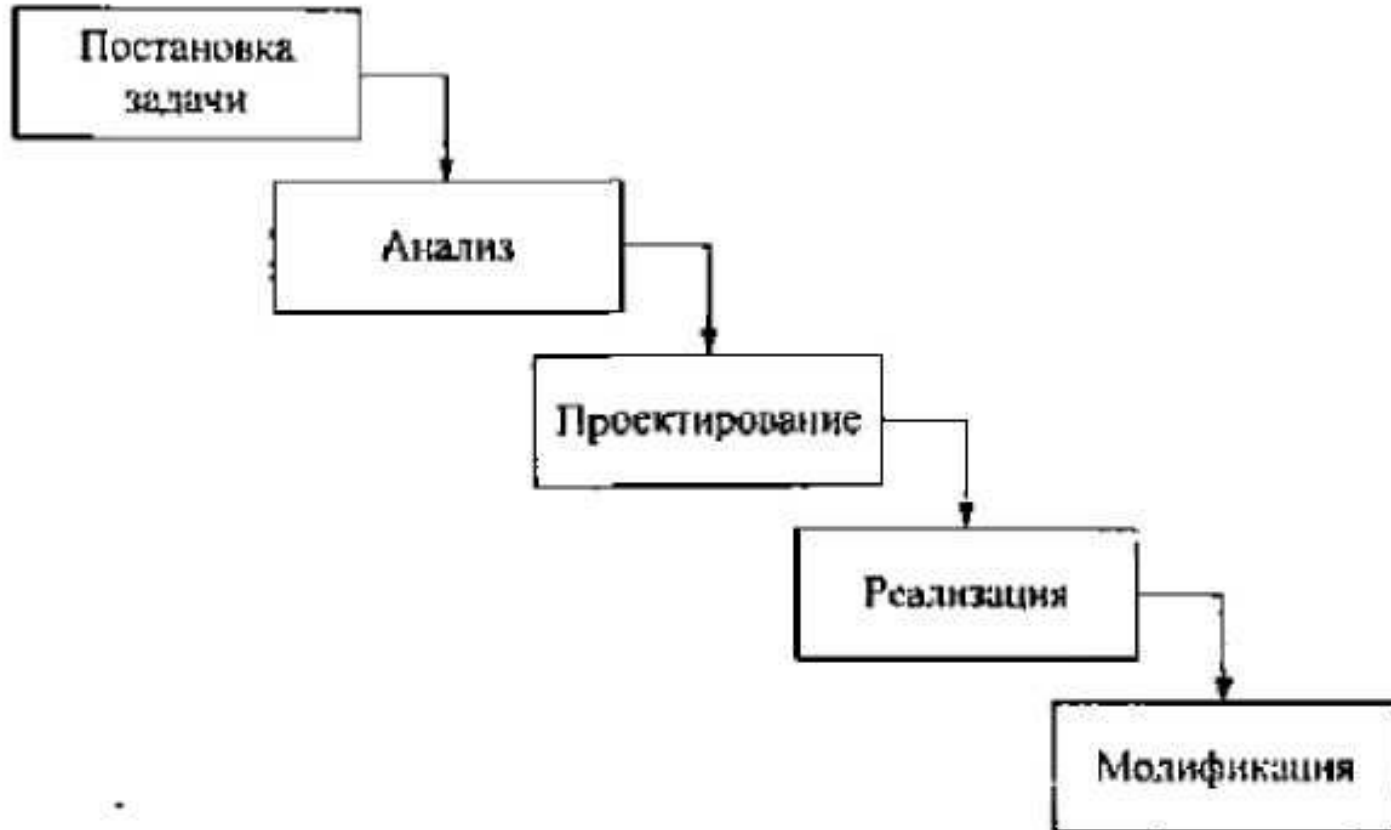 Постановка
задачи
Анализ
Проектирование
Реализация
Модификация